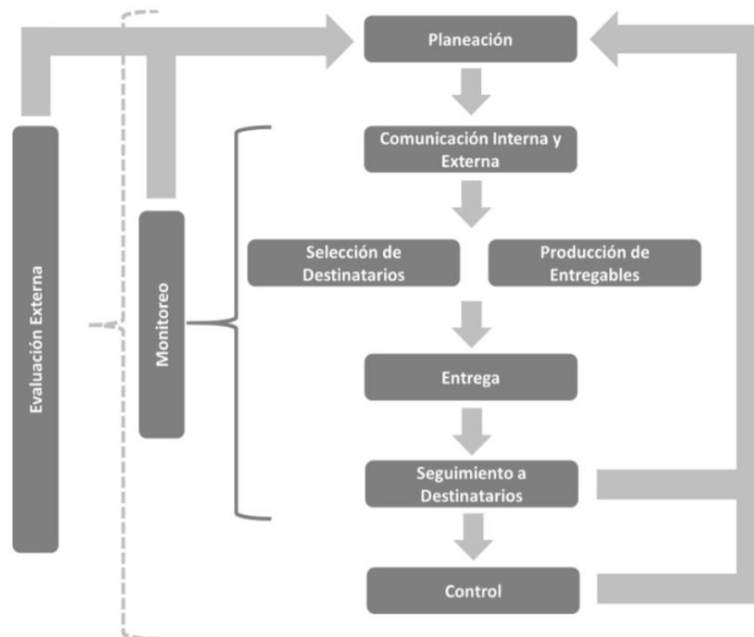 Planeación
Comunicación Interna y
Externa
Selección de
Destinatarios
Producción de
Entregables
Entrega
Seguimiento a
Destinatarios
Control
Monitoreo
Evaluación Externa